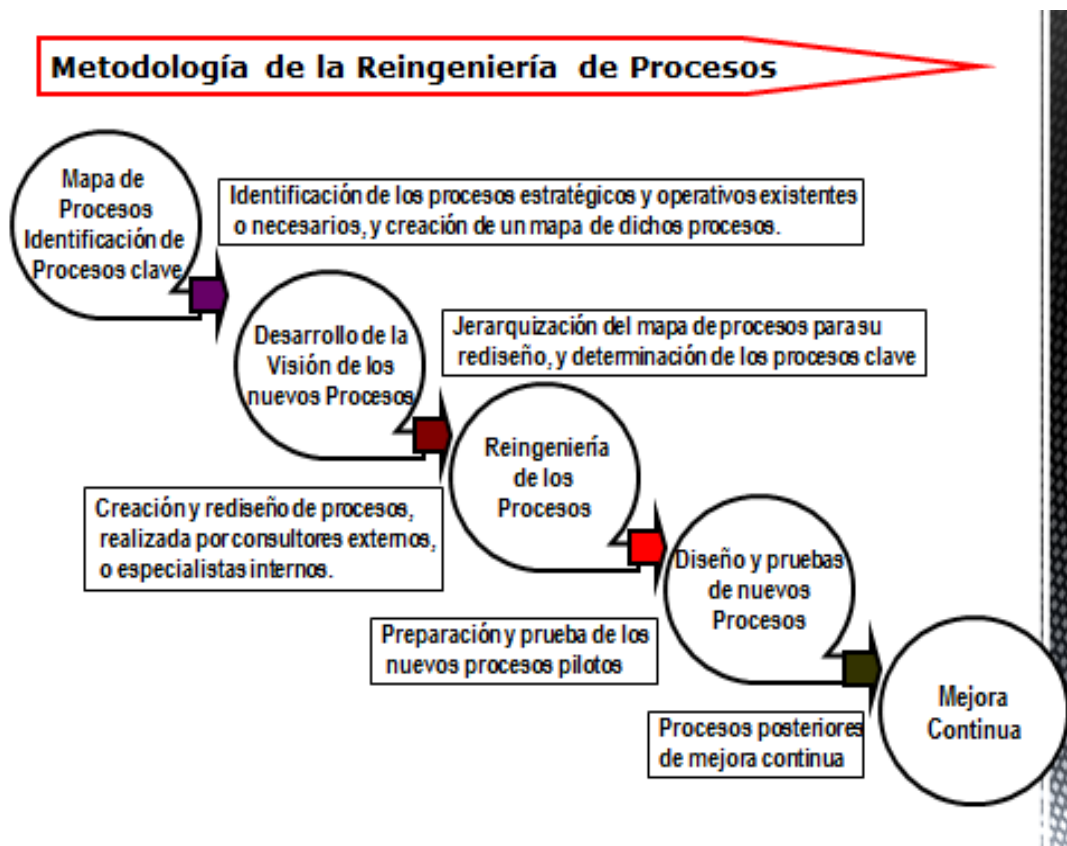 Metodología de la Reingeniería de Procesos
Mapa de
Procesos
Identificación de
Procesos clave
Identificación de los procesos estratégicos y operativos existentes
o necesarios, y creación de un mapa de dichos procesos.
Desarrollo de la
Visión de los
nuevos Procesos
Jerarquización del mapa de procesos para su
rediseño, y determinación de los procesos clave
Reingeniería
de los
Procesos
Creación y rediseño de procesos,
realizada por consultores externos,
o especialistas internos.
Diseño y pruebas
de nuevos
Procesos
Preparación y prueba de los
nuevos procesos pilotos
Mejora
Continua
Procesos posteriores
de mejora continua